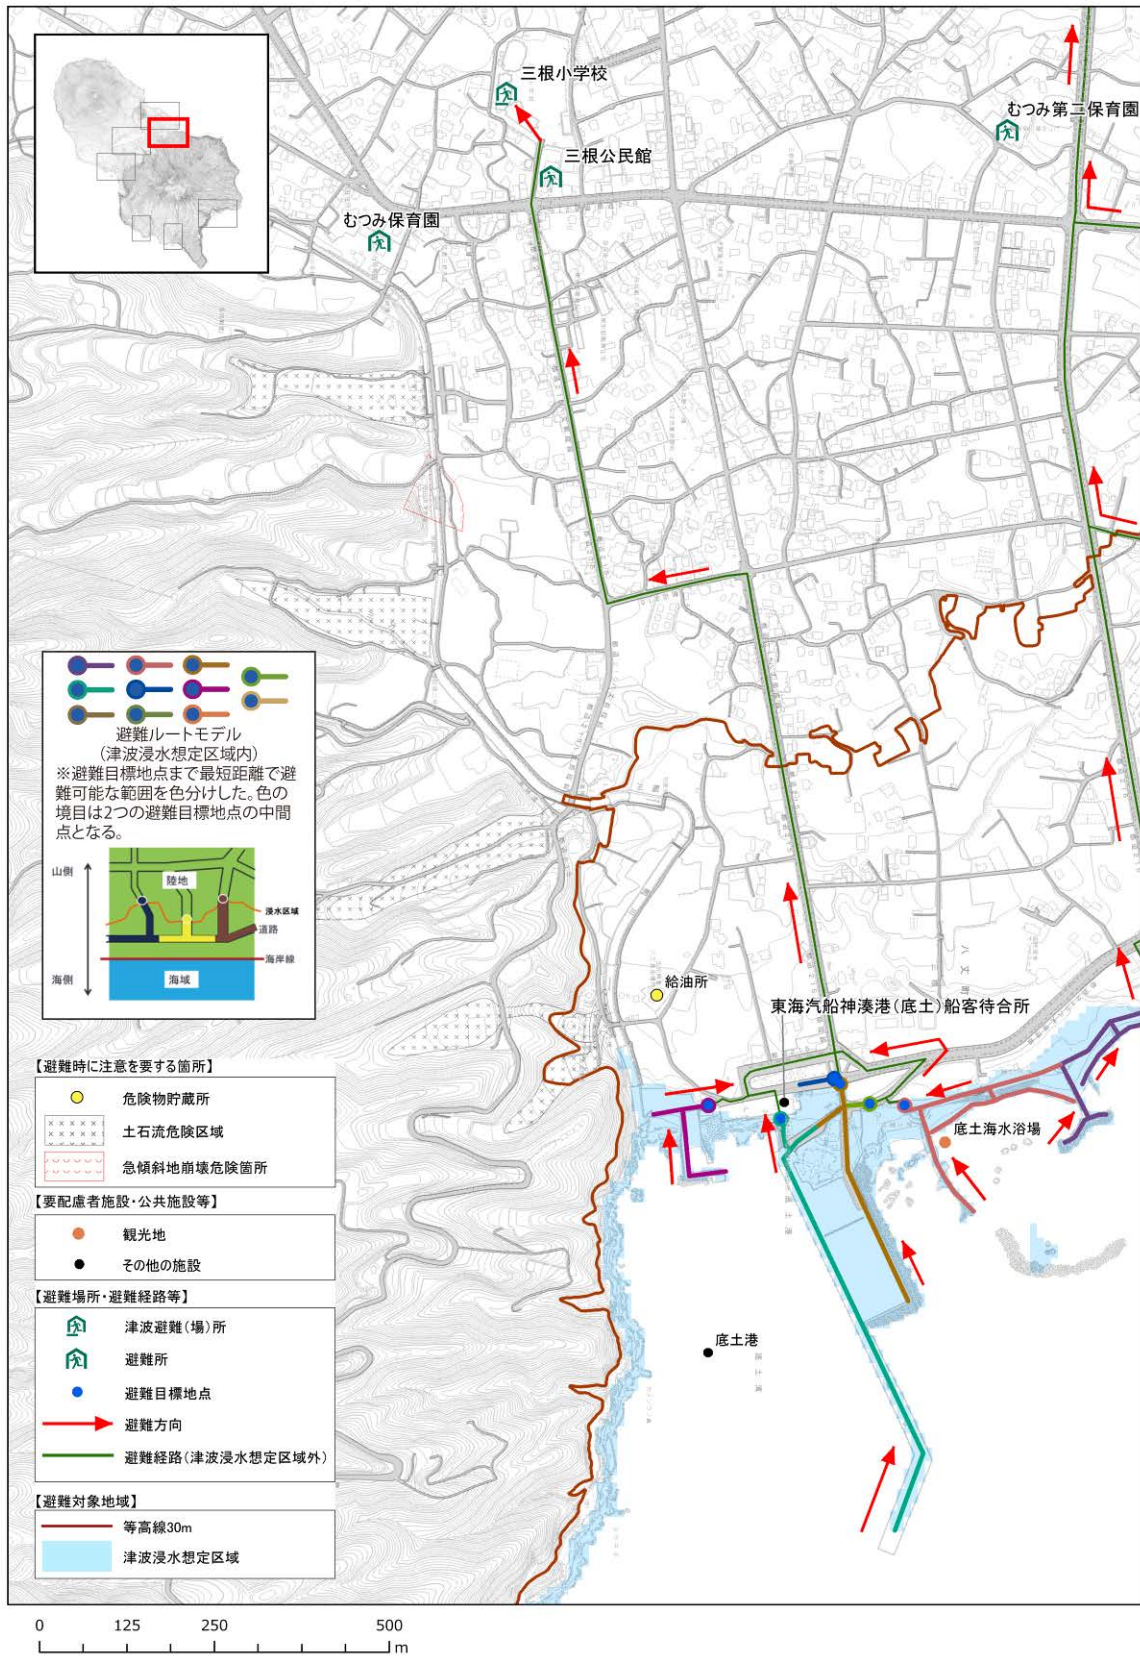 三根小学校
むつみ第二保育園
三根公民館
むつみ保育園
避難ルートモデル
(津波浸水想定区域内)
※避難目標地点まで最短距離で避
難可能な範囲を色分けした。色の
境目は2つの避難目標地点の中間
点となる。
山側
陸地
浸水区域
道路
海岸線
海側
海域
八丈町
給油所
東海汽船神湊港(底土)船客待合所
底土海水浴場
底土港
底土港
【避難時に注意を要する箇所】
危険物貯蔵所
土石流危険区域
急傾斜地崩壊危険箇所
【要配慮者施設・公共施設等】
観光地
その他の施設
【避難場所・避難経路等】
津波避難(場)所
避難所
避難目標地点
避難方向
避難経路(津波浸水想定区域外)
【避難対象地域】
等高線30m
津波浸水想定区域
0 125 250 500
m